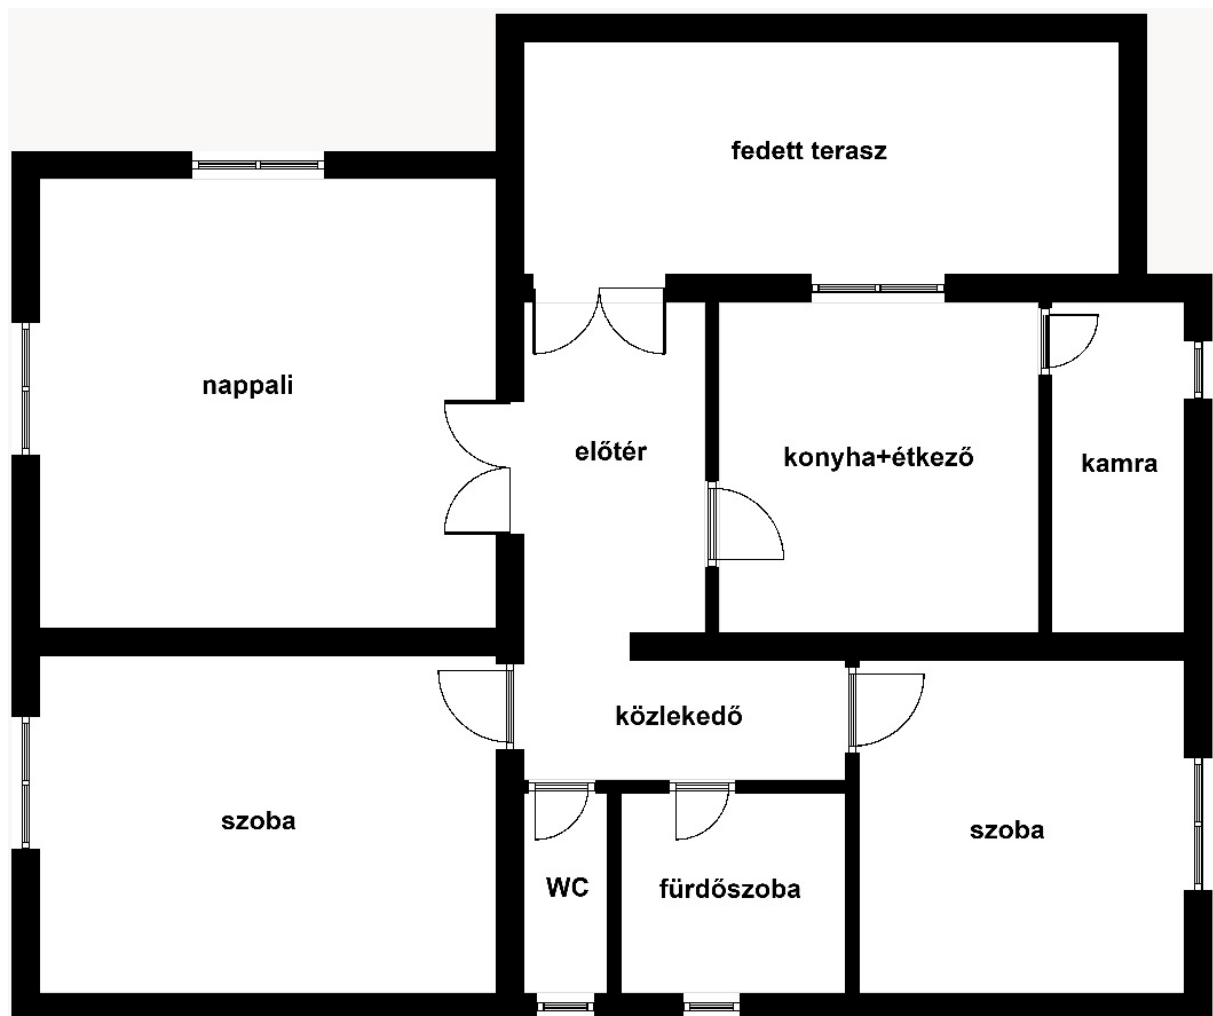 fedett terasz
nappali
előtér
konyha+étkező
kamra
közlekedő
szoba
szoba
WC
fürdőszoba